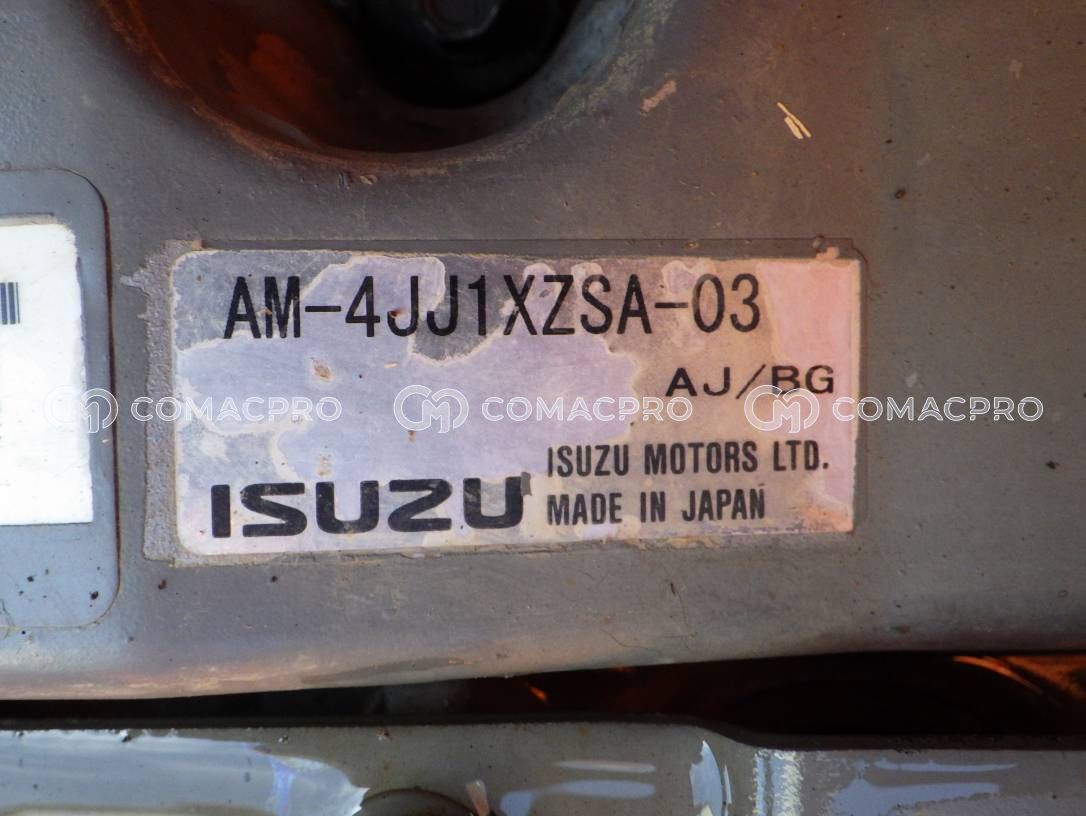 AM-4JJ1XZSA-03
AJ/BG
COMACPRO COMACPRO COMACPRO
ISUZU MOTORS LTD.
ISUZU MADE IN JAPAN